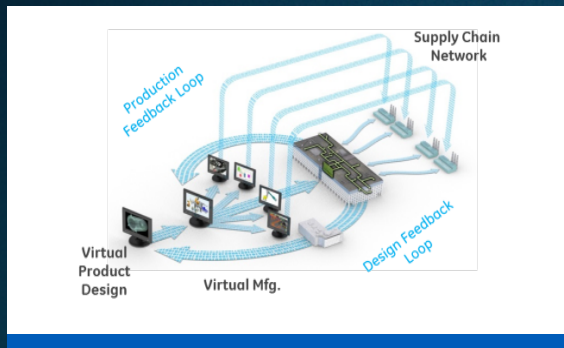 Supply Chain
Network
Production
Feedback Loop
Design Feedback
Loop
Virtual
Product
Design
Virtual Mfg.